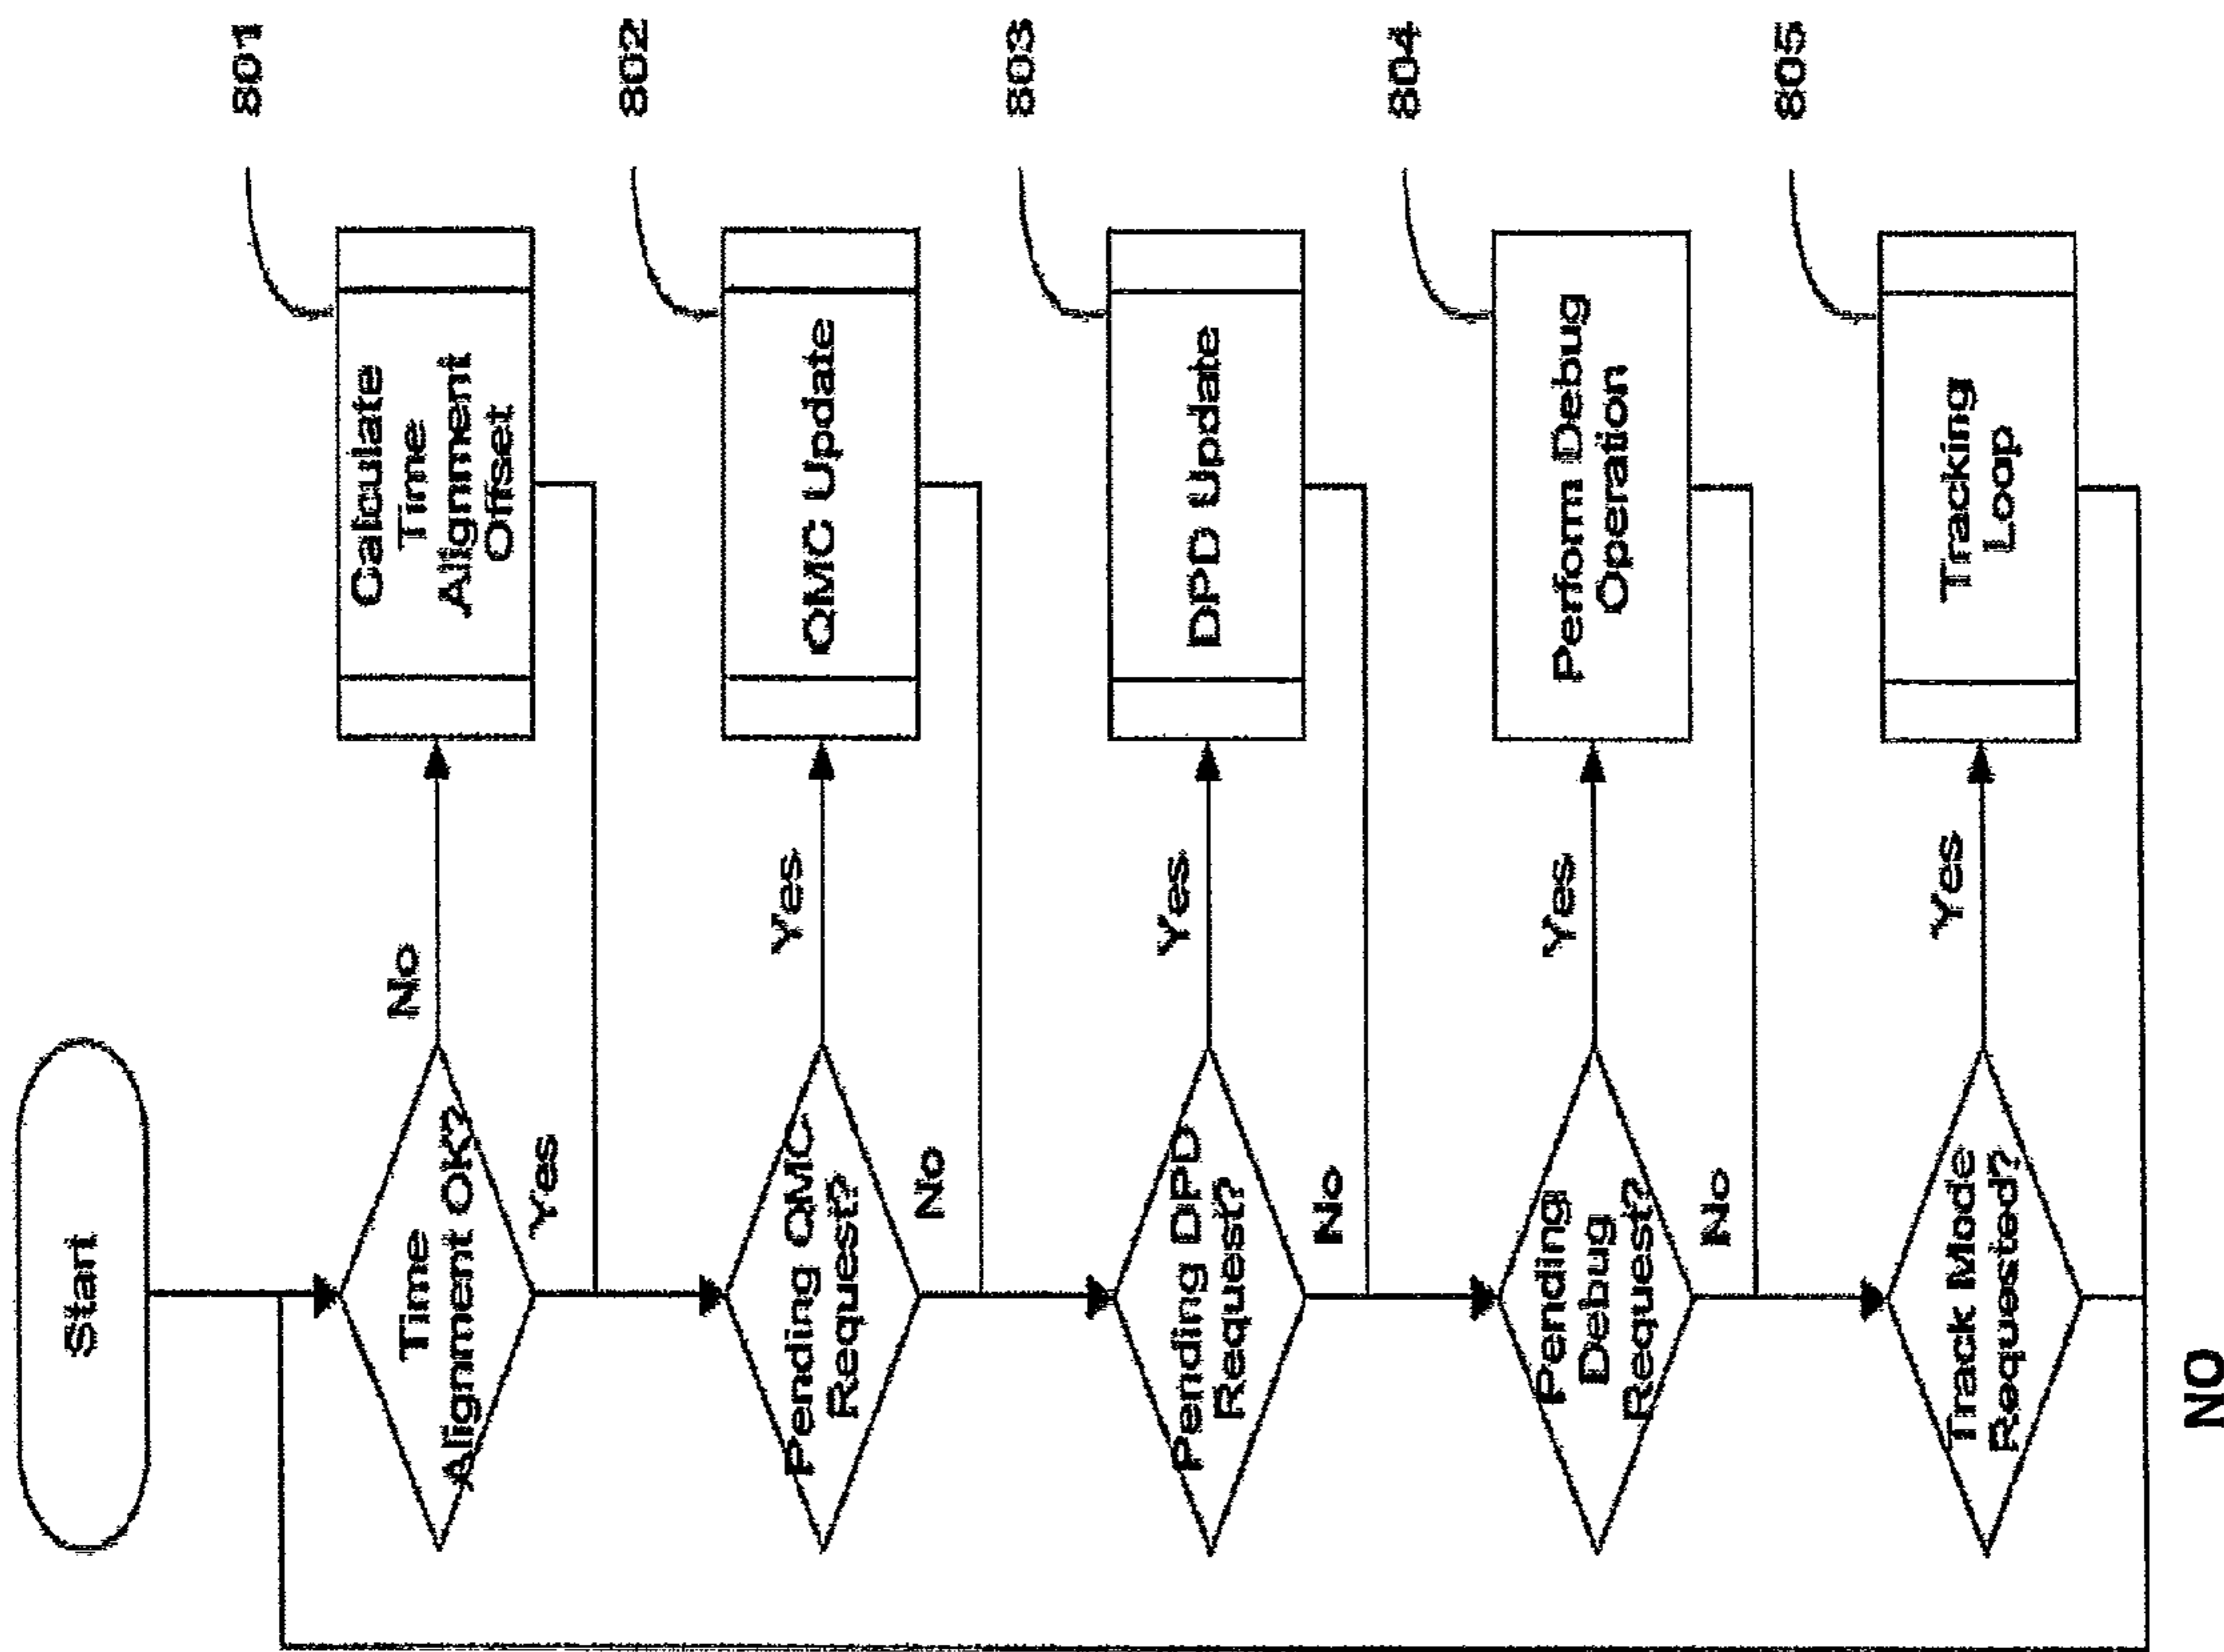 Start
Time
Alignment OK?
No
Yes
Calculate
Time
Alignment
Offset
801
Pending QMC
Request?
Yes
No
QMC Update
802
Pending DPD
Request?
Yes
No
DPD Update
803
Pending
Debug
Request?
Yes
No
Perform Debug
Operation
804
Track Mode
Requested?
Yes
NO
Tracking
Loop
805